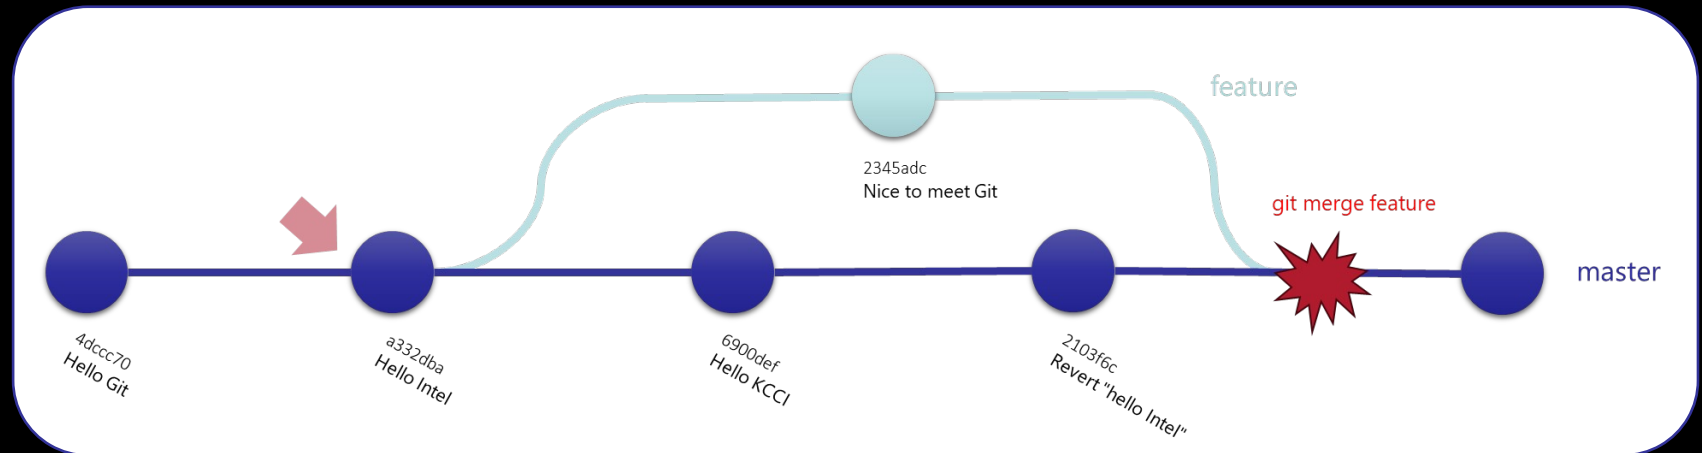 feature
2345adc
Nice to meet Git
git merge feature
master
4dccc70
Hello Git
a332dba
Hello Intel
6900def
Hello KCCI
2103f6c
Revert "hello Intel"